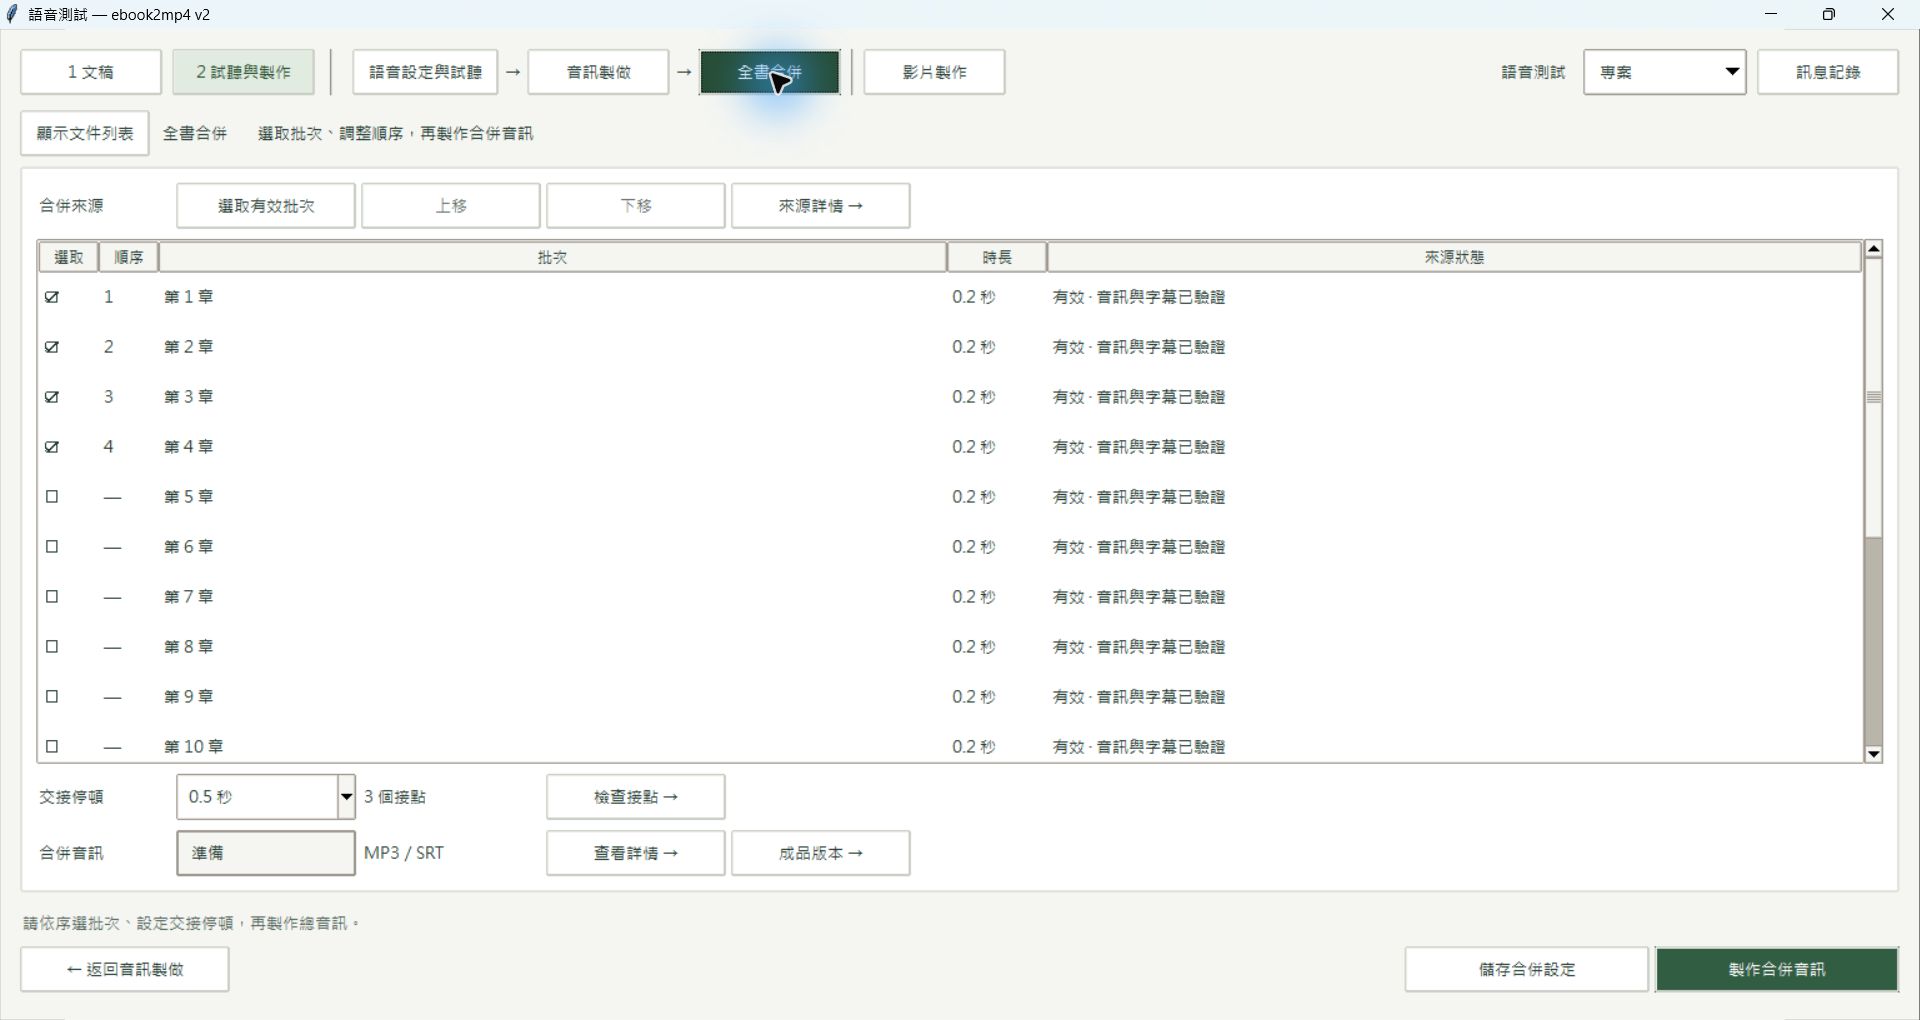 語音測試 — ebook2mp4 v2
1 文稿 2 試聽與製作 語音設定與試聽 → 音訊製做 → 全書合併 影片製作 語音測試 專案 訊息記錄
顯示文件列表 全書合併 選取批次、調整順序，再製作合併音訊
合併來源 選取有效批次 上移 下移 來源詳情 →
選取 順序 批次 時長 來源狀態
1 第 1 章 0.2 秒 有效 · 音訊與字幕已驗證
2 第 2 章 0.2 秒 有效 · 音訊與字幕已驗證
3 第 3 章 0.2 秒 有效 · 音訊與字幕已驗證
4 第 4 章 0.2 秒 有效 · 音訊與字幕已驗證
— 第 5 章 0.2 秒 有效 · 音訊與字幕已驗證
— 第 6 章 0.2 秒 有效 · 音訊與字幕已驗證
— 第 7 章 0.2 秒 有效 · 音訊與字幕已驗證
— 第 8 章 0.2 秒 有效 · 音訊與字幕已驗證
— 第 9 章 0.2 秒 有效 · 音訊與字幕已驗證
— 第 10 章 0.2 秒 有效 · 音訊與字幕已驗證
交接停頓 0.5 秒 3 個接點 檢查接點 →
合併音訊 準備 MP3 / SRT 查看詳情 → 成品版本 →
請依序選批次、設定交接停頓，再製作總音訊。
← 返回音訊製做 儲存合併設定 製作合併音訊